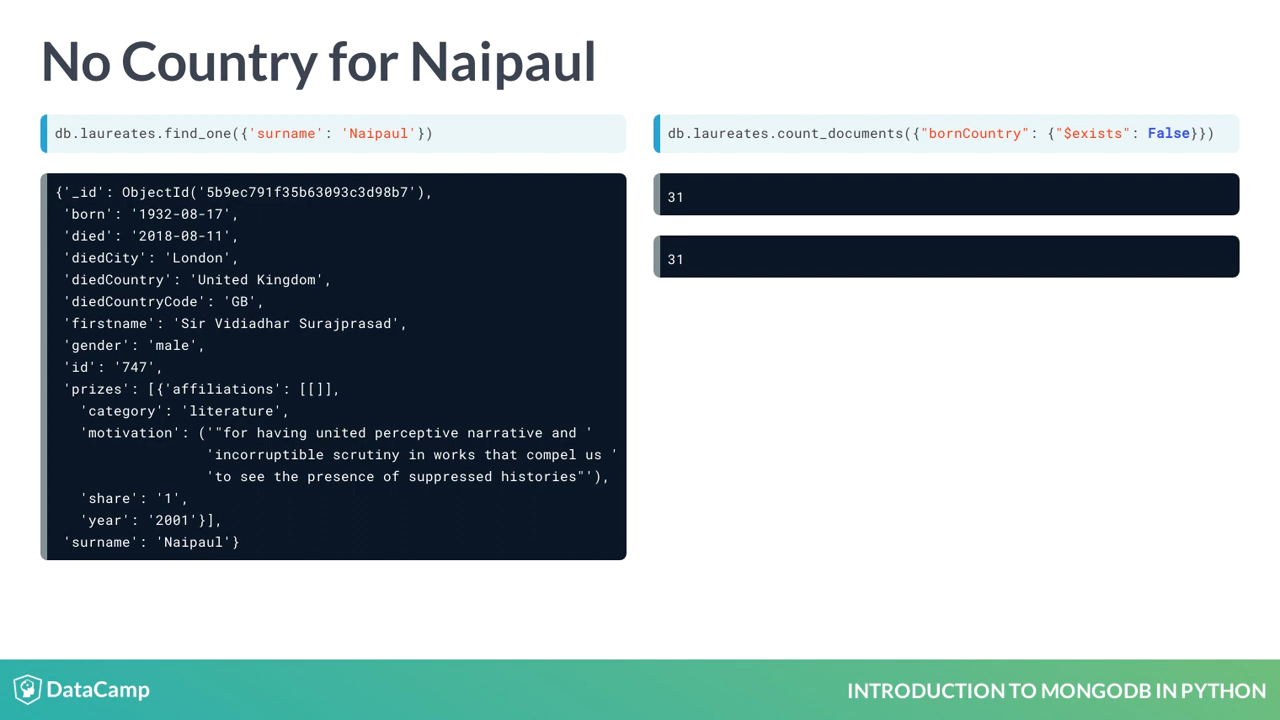 No Country for Naipaul
db.laureates.find_one({'surname': 'Naipaul'})
{'_id': ObjectId('5b9ec791f35b63093c3d98b7'),
 'born': '1932-08-17',
 'died': '2018-08-11',
 'diedCity': 'London',
 'diedCountry': 'United Kingdom',
 'diedCountryCode': 'GB',
 'firstname': 'Sir Vidiadhar Surajprasad',
 'gender': 'male',
 'id': '747',
 'prizes': [{'affiliations': [[]],
   'category': 'literature',
   'motivation': ('"for having united perceptive narrative and '
                  'incorruptible scrutiny in works that compel us '
                  'to see the presence of suppressed histories"'),
   'share': '1',
   'year': '2001'}],
 'surname': 'Naipaul'}
db.laureates.count_documents({"bornCountry": {"$exists": False}})
31
31
DataCamp
INTRODUCTION TO MONGODB IN PYTHON